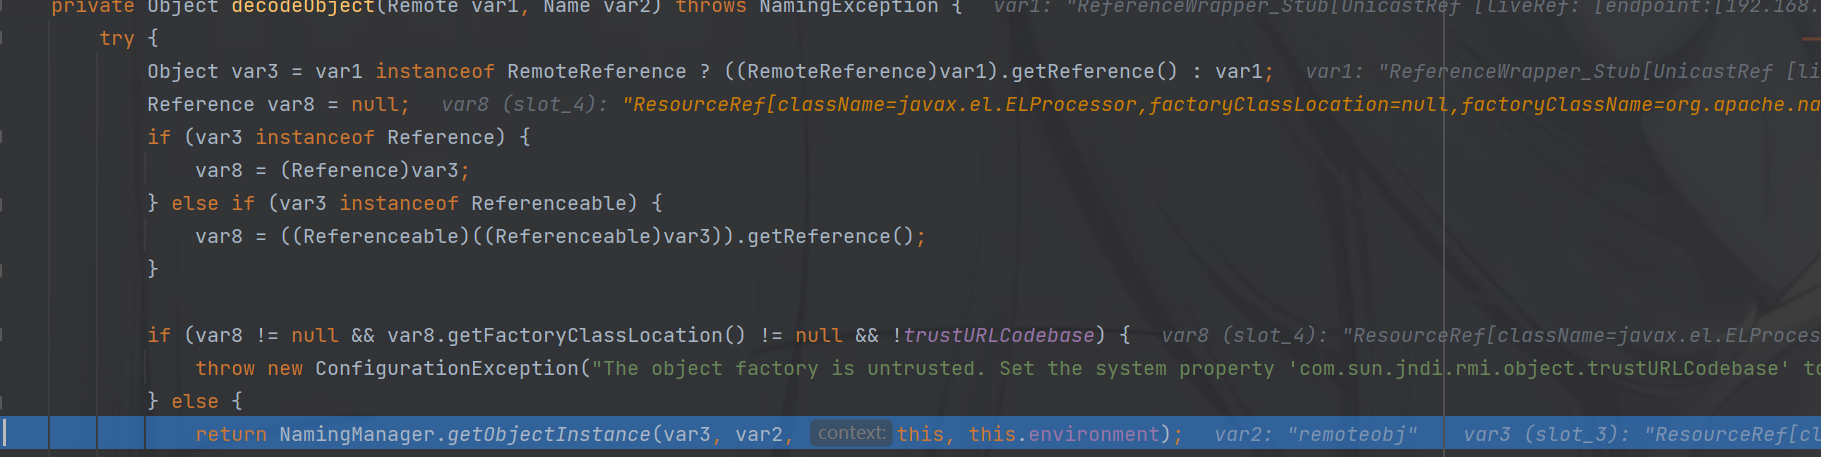 private Object decodeObject(Remote var1, Name var2) throws NamingException {   var1: "ReferenceWrapper_Stub[UnicastRef [liveRef: [endpoint:[192.168.
try {
Object var3 = var1 instanceof RemoteReference ? ((RemoteReference)var1).getReference() : var1;   var1: "ReferenceWrapper_Stub[UnicastRef [li
Reference var8 = null;   var8 (slot_4): "ResourceRef[className=javax.el.ELProcessor,factoryClassLocation=null,factoryClassName=org.apache.na
if (var3 instanceof Reference) {
var8 = (Reference)var3;
} else if (var3 instanceof Referenceable) {
var8 = ((Referenceable)((Referenceable)var3)).getReference();
}
if (var8 != null && var8.getFactoryClassLocation() != null && !trustURLCodebase) {   var8 (slot_4): "ResourceRef[className=javax.el.ELProces
throw new ConfigurationException("The object factory is untrusted. Set the system property 'com.sun.jndi.rmi.object.trustURLCodebase' to
} else {
return NamingManager.getObjectInstance(var3, var2, context: this, this.environment);   var2: "remoteobj"   var3 (slot_3): "ResourceRef[cl